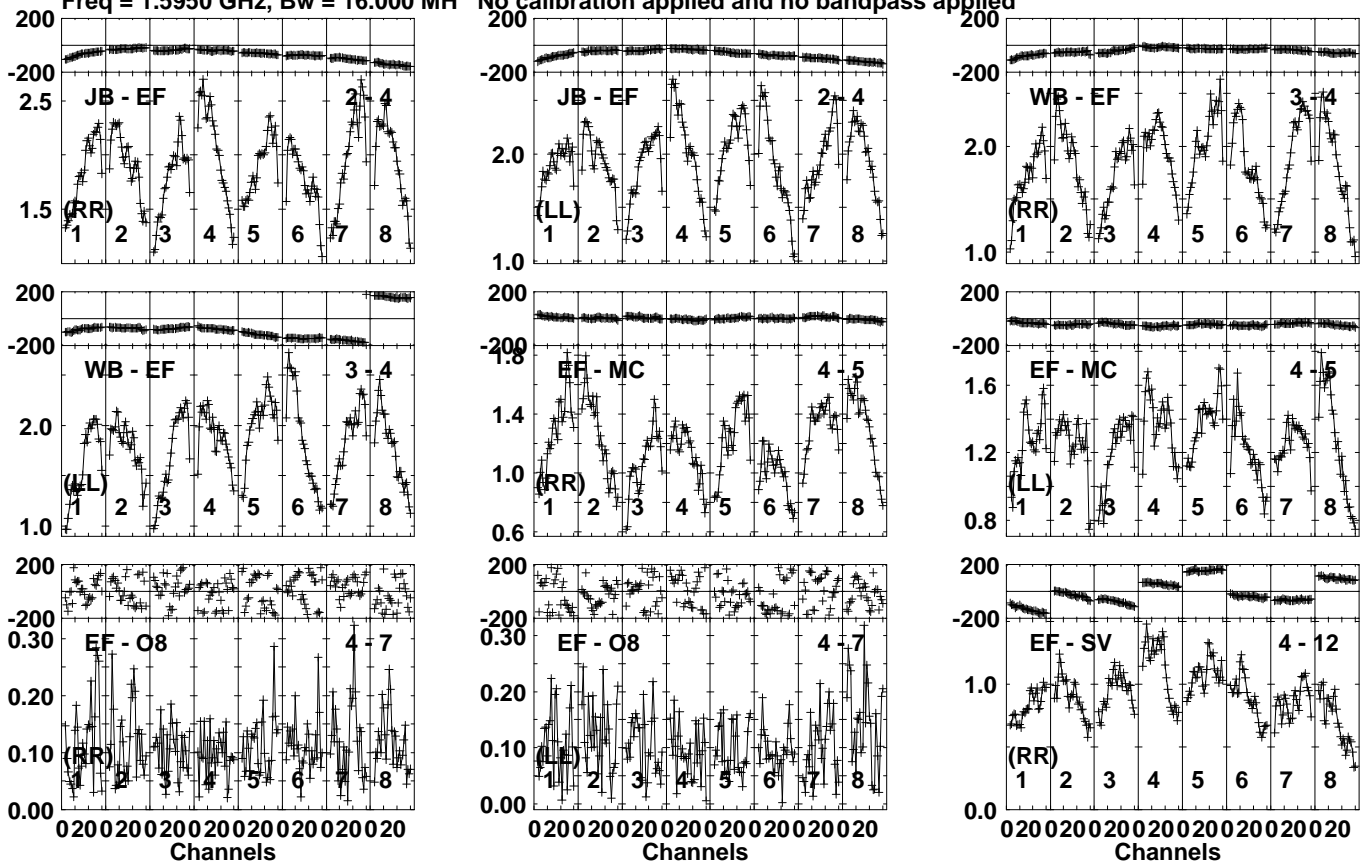 Freq = 1.5950 GHz, Bw = 16.000 MH No calibration applied and no bandpass applied
200
-200
JB - EF 2 - 4
2.5
1.5
(RR)
1 2 3 4 5 6 7 8
JB - EF 2 - 4
2.0
1.0
(LL)
1 2 3 4 5 6 7 8
200
-200
WB - EF 3 - 4
2.0
1.0
(RR)
1 2 3 4 5 6 7 8
200
-200
WB - EF 3 - 4
2.0
1.0
(LL)
1 2 3 4 5 6 7 8
200
-200
1.8
EF - MC 4 - 5
1.4
1.0
0.6
(RR)
1 2 3 4 5 6 7 8
200
-200
EF - MC 4 - 5
1.6
1.2
0.8
(LL)
1 2 3 4 5 6 7 8
200
-200
0.30
EF - O8 4 - 7
0.20
0.10
0.00
(RR)
1 2 3 4 5 6 7 8
0 20 0 20 0 20 0 20 0 20 0 20 0 20 0 20
Channels
200
-200
0.30
EF - O8 4 - 7
0.20
0.10
0.00
(LL)
1 2 3 4 5 6 7 8
0 20 0 20 0 20 0 20 0 20 0 20 0 20 0 20
Channels
200
-200
EF - SV 4 - 12
1.0
0.0
(RR)
1 2 3 4 5 6 7 8
0 20 0 20 0 20 0 20 0 20 0 20 0 20 0 20
Channels